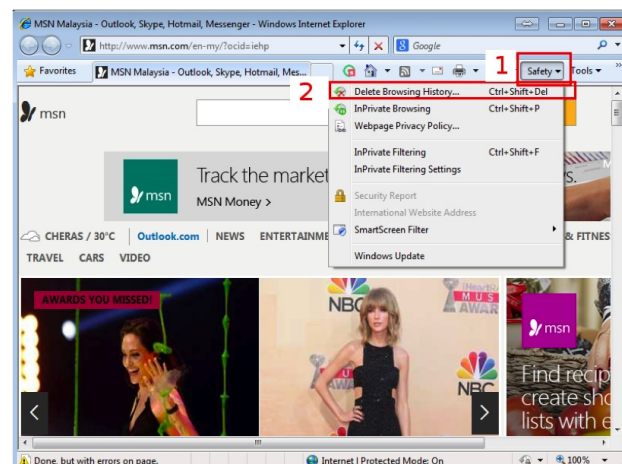 MSN Malaysia - Outlook, Skype, Hotmail, Messenger - Windows Internet Explorer
http://www.msn.com/en-my/?ocid=iehp
Google
Favorites
MSN Malaysia - Outlook, Skype, Hotmail, Mes...
1
Safety
Tools
2
Delete Browsing History... Ctrl+Shift+Del
InPrivate Browsing Ctrl+Shift+P
Webpage Privacy Policy...
InPrivate Filtering Ctrl+Shift+F
InPrivate Filtering Settings
Security Report
International Website Address
SmartScreen Filter
Windows Update
msn
msn
Track the market
MSN Money >
CHERAS / 30°C Outlook.com NEWS ENTERTAINME & FITNES
TRAVEL CARS VIDEO
AWARDS YOU MISSED!
NBC
iHeartRa
MUS
AWAR
NBC
msn
Find recip
create sho
lists with e
Done, but with errors on page.
Internet | Protected Mode: On
100%